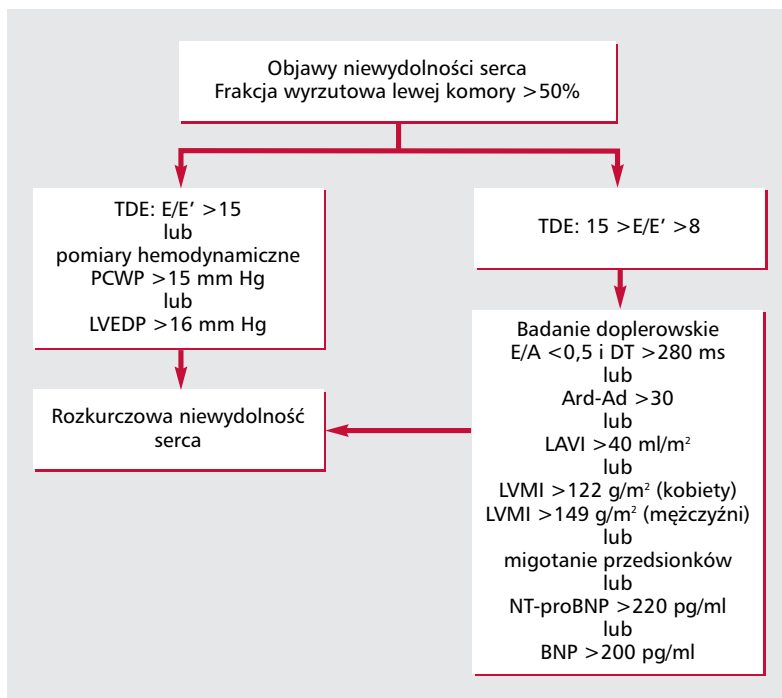 Objawy niewydolności serca
Frakcja wyrzutowa lewej komory >50%
TDE: E/E’ >15
lub
pomiary hemodynamiczne
PCWP >15 mm Hg
lub
LVEDP >16 mm Hg
Rozkurczowa niewydolność
serca
TDE: 15 >E/E’ >8
Badanie doplerowskie
E/A <0,5 i DT >280 ms
lub
Ard-Ad >30
lub
LAVI >40 ml/m²
lub
LVMI >122 g/m² (kobiety)
LVMI >149 g/m² (mężczyźni)
lub
migotanie przedsionków
lub
NT-proBNP >220 pg/ml
lub
BNP >200 pg/ml